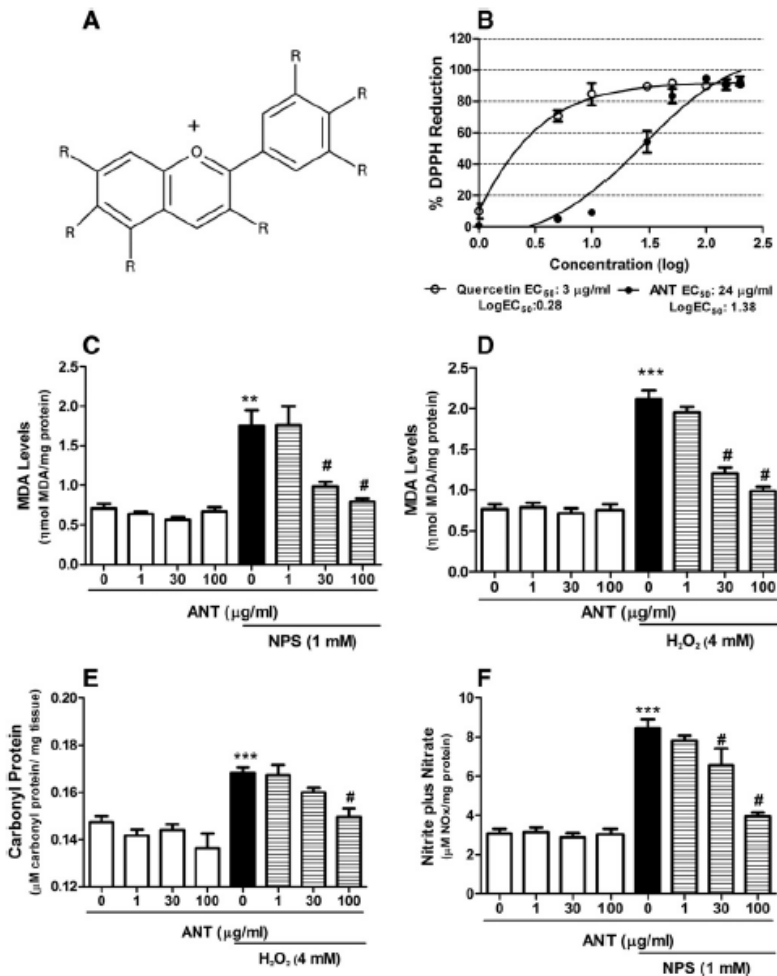 A
R
R
R
R
R
R
R
+
O
B
% DPPH Reduction
120
100
80
60
40
20
0
0.0 0.5 1.0 1.5 2.0 2.5
Concentration (log)
Quercetin EC50: 3 μg/ml ANT EC50: 24 μg/ml
LogEC50:0.28 LogEC50: 1.38
C
MDA Levels
(ηmol MDA/mg protein)
2.5
2.0
1.5
1.0
0.5
0.0
**
#
#
0 1 30 100 0 1 30 100
ANT (μg/ml)
NPS (1 mM)
D
MDA Levels
(ηmol MDA/mg protein)
2.5
2.0
1.5
1.0
0.5
0.0
***
#
#
0 1 30 100 0 1 30 100
ANT (μg/ml)
H2O2 (4 mM)
E
Carbonyl Protein
(μM carbonyl protein/ mg tissue)
0.20
0.18
0.16
0.14
0.12
***
#
0 1 30 100 0 1 30 100
ANT (μg/ml)
H2O2 (4 mM)
F
Nitrite plus Nitrate
(μM NOx/mg protein)
10
8
6
4
2
0
***
#
#
0 1 30 100 0 1 30 100
ANT (μg/ml)
NPS (1 mM)